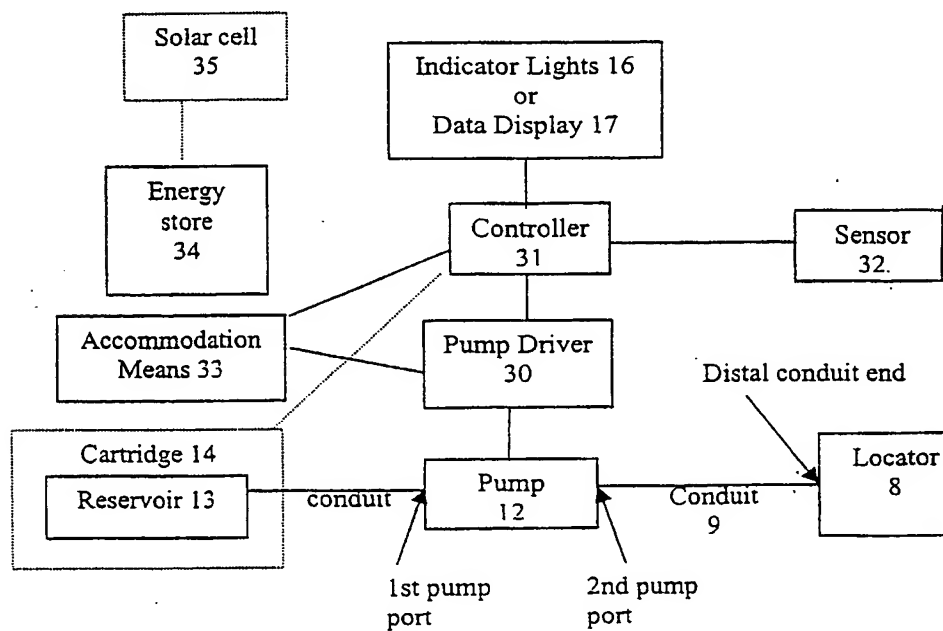 Solar cell
35
Indicator Lights 16
or
Data Display 17
Energy
store
34
Controller
31
Sensor
32.
Accommodation
Means 33
Pump Driver
30
Distal conduit end
Cartridge 14
Reservoir 13
conduit
Pump
12
Conduit
9
Locator
8
1st pump
port
2nd pump
port